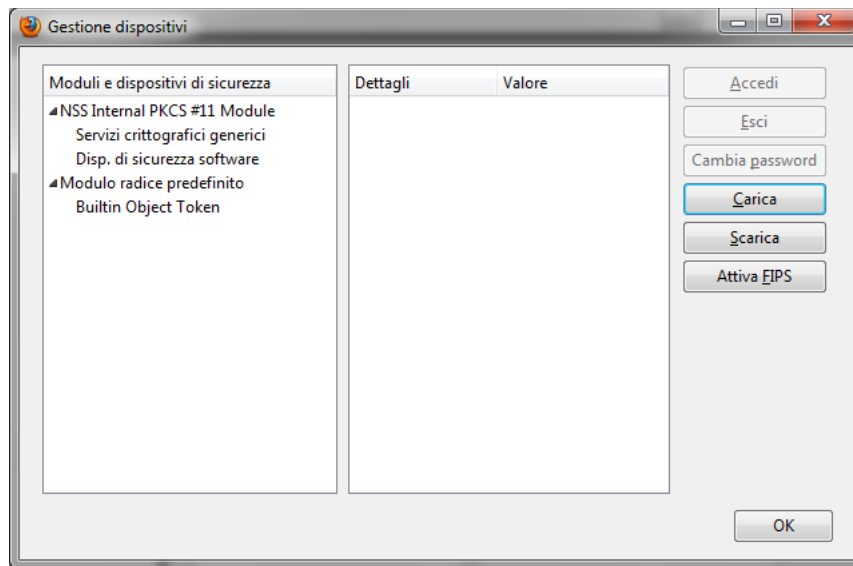 Gestione dispositivi
Moduli e dispositivi di sicurezza
NSS Internal PKCS #11 Module
Servizi crittografici generici
Disp. di sicurezza software
Modulo radice predefinito
Builtin Object Token
Dettagli
Valore
Accedi
Esci
Cambia password
Carica
Scarica
Attiva FIPS
OK